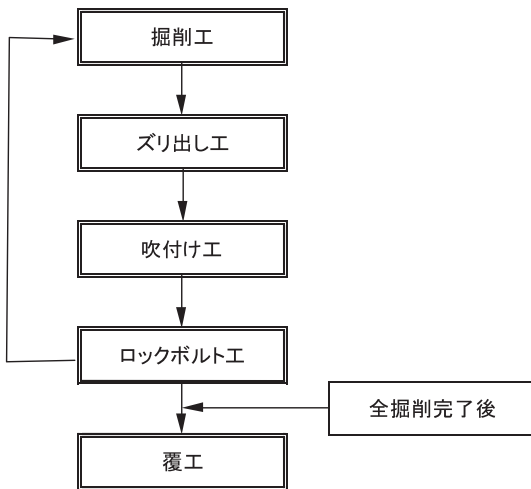 掘削工
ズリ出し工
吹付け工
ロックボルト工
全掘削完了後
覆工